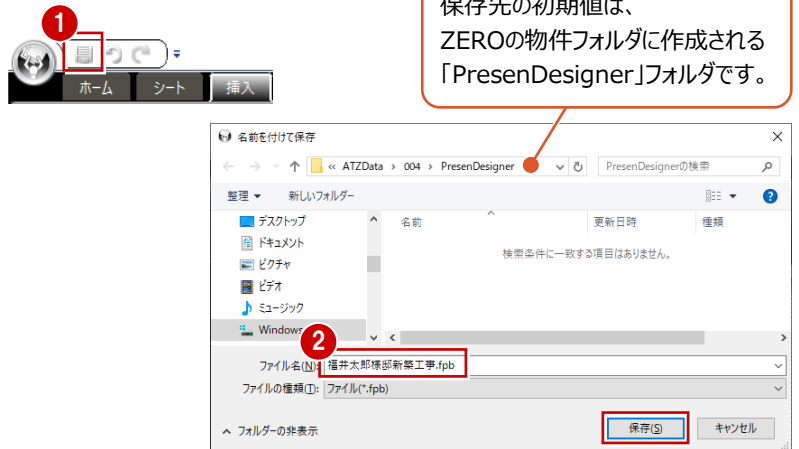 保存先の初期値は、
ZEROの物件フォルダに作成される
「PresenDesigner」フォルダです。
1
ホーム シート 挿入
名前を付けて保存
« ATZData › 004 › PresenDesigner PresenDesignerの検索
整理 新しいフォルダー
デスクトップ
ドキュメント
ピクチャ
ビデオ
ミュージック
Windows
名前 更新日時 種類
検索条件に一致する項目はありません。
2
ファイル名(N): 福井太郎様邸新築工事.fpb
ファイルの種類(T): ファイル(*.fpb)
フォルダーの非表示 保存(S) キャンセル